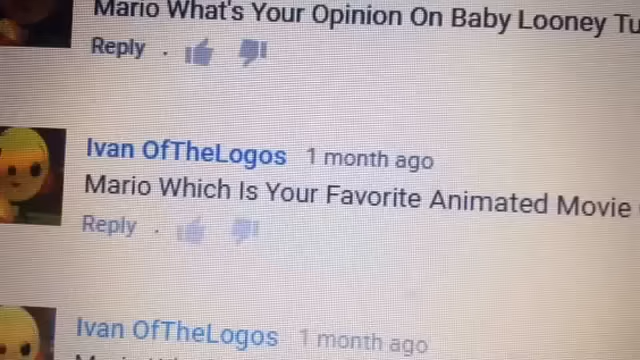 Mario What's Your Opinion On Baby Looney Tu
Reply
Ivan OfTheLogos 1 month ago
Mario Which Is Your Favorite Animated Movie
Reply
Ivan OfTheLogos 1 month ago